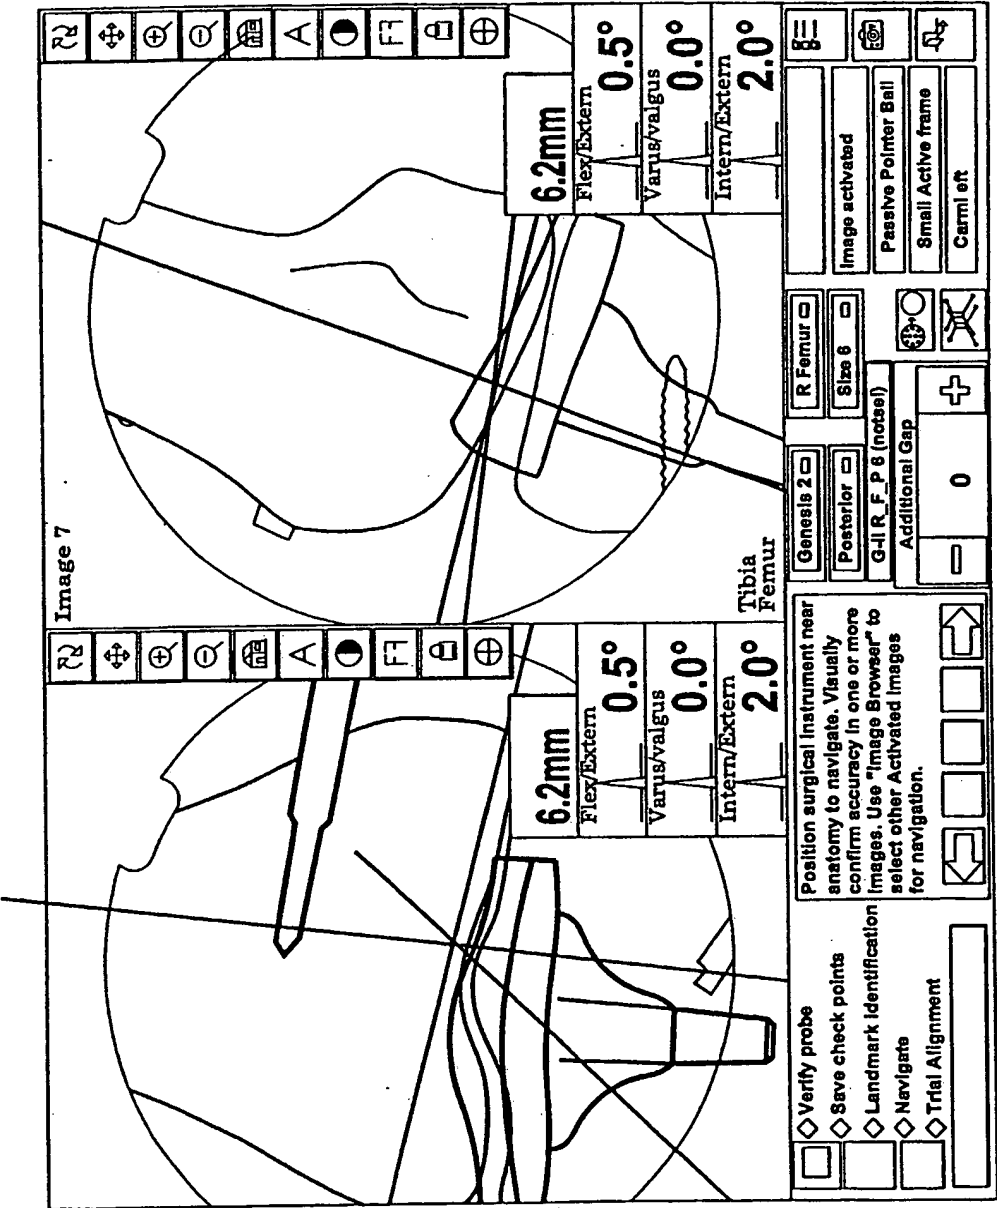 A
6.2mm
Flex/Extern
0.5°
Varus/valgus
0.0°
Intern/Extern
2.0°
Image 7
A
6.2mm
Flex/Extern
0.5°
Varus/valgus
0.0°
Intern/Extern
2.0°
Tibia
Femur
Verify probe
Save check points
Landmark Identification
Navigate
Trial Alignment
Position surgical instrument near
anatomy to navigate. Visually
confirm accuracy in one or more
Images. Use "Image Browser" to
select other Activated Images
for navigation.
Genesis 2
R Femur
Posterior
Size 6
G-II R_F_P 6 (notsel)
Additional Gap
0
Image activated
Passive Pointer Ball
Small Active frame
Carml eft